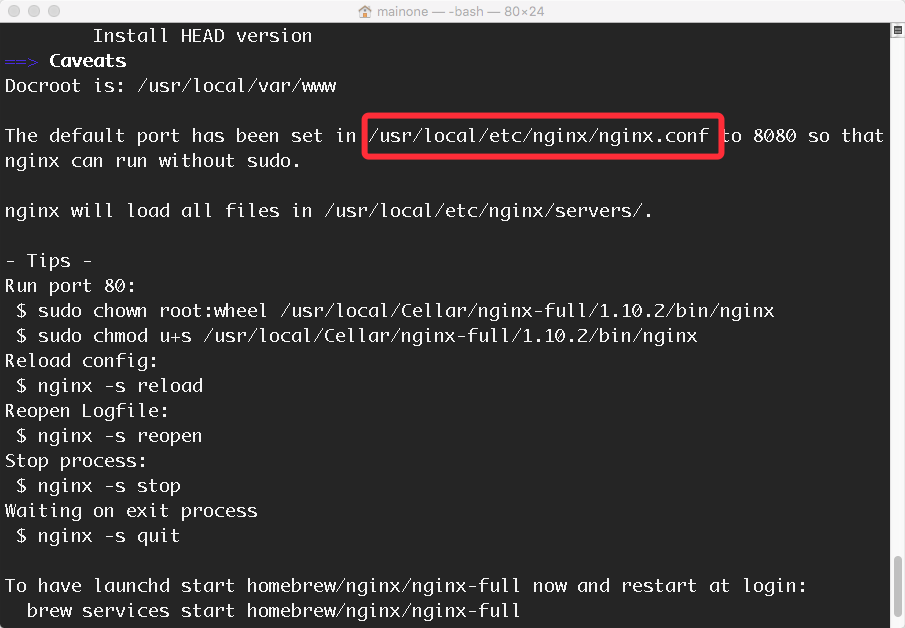 mainone — -bash — 80×24
Install HEAD version
==> Caveats
Docroot is: /usr/local/var/www
The default port has been set in /usr/local/etc/nginx/nginx.conf to 8080 so that
nginx can run without sudo.
nginx will load all files in /usr/local/etc/nginx/servers/.
- Tips -
Run port 80:
$ sudo chown root:wheel /usr/local/Cellar/nginx-full/1.10.2/bin/nginx
$ sudo chmod u+s /usr/local/Cellar/nginx-full/1.10.2/bin/nginx
Reload config:
$ nginx -s reload
Reopen Logfile:
$ nginx -s reopen
Stop process:
$ nginx -s stop
Waiting on exit process
$ nginx -s quit
To have launchd start homebrew/nginx/nginx-full now and restart at login:
brew services start homebrew/nginx/nginx-full